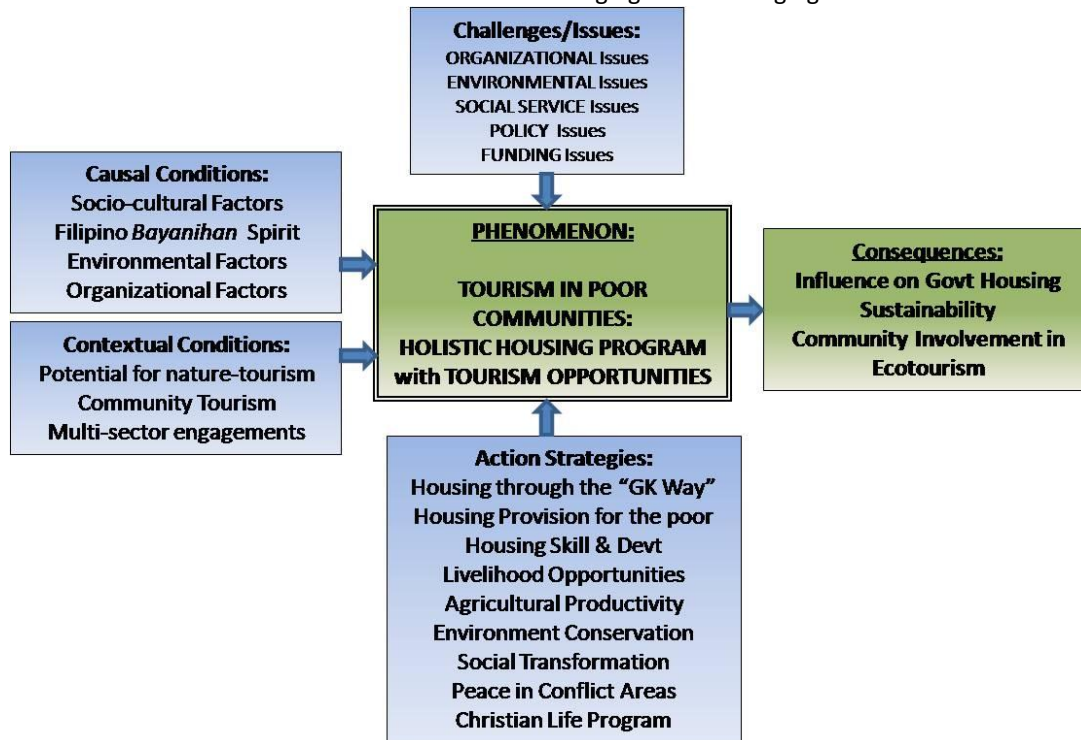 Challenges/Issues:
ORGANIZATIONAL Issues
ENVIRONMENTAL Issues
SOCIAL SERVICE Issues
POLICY Issues
FUNDING Issues
Causal Conditions:
Socio-cultural Factors
Filipino Bayanihan Spirit
Environmental Factors
Organizational Factors
Contextual Conditions:
Potential for nature-tourism
Community Tourism
Multi-sector engagements
PHENOMENON:
TOURISM IN POOR
COMMUNITIES:
HOLISTIC HOUSING PROGRAM
with TOURISM OPPORTUNITIES
Consequences:
Influence on Govt Housing
Sustainability
Community Involvement in
Ecotourism
Action Strategies:
Housing through the “GK Way”
Housing Provision for the poor
Housing Skill & Devt
Livelihood Opportunities
Agricultural Productivity
Environment Conservation
Social Transformation
Peace in Conflict Areas
Christian Life Program